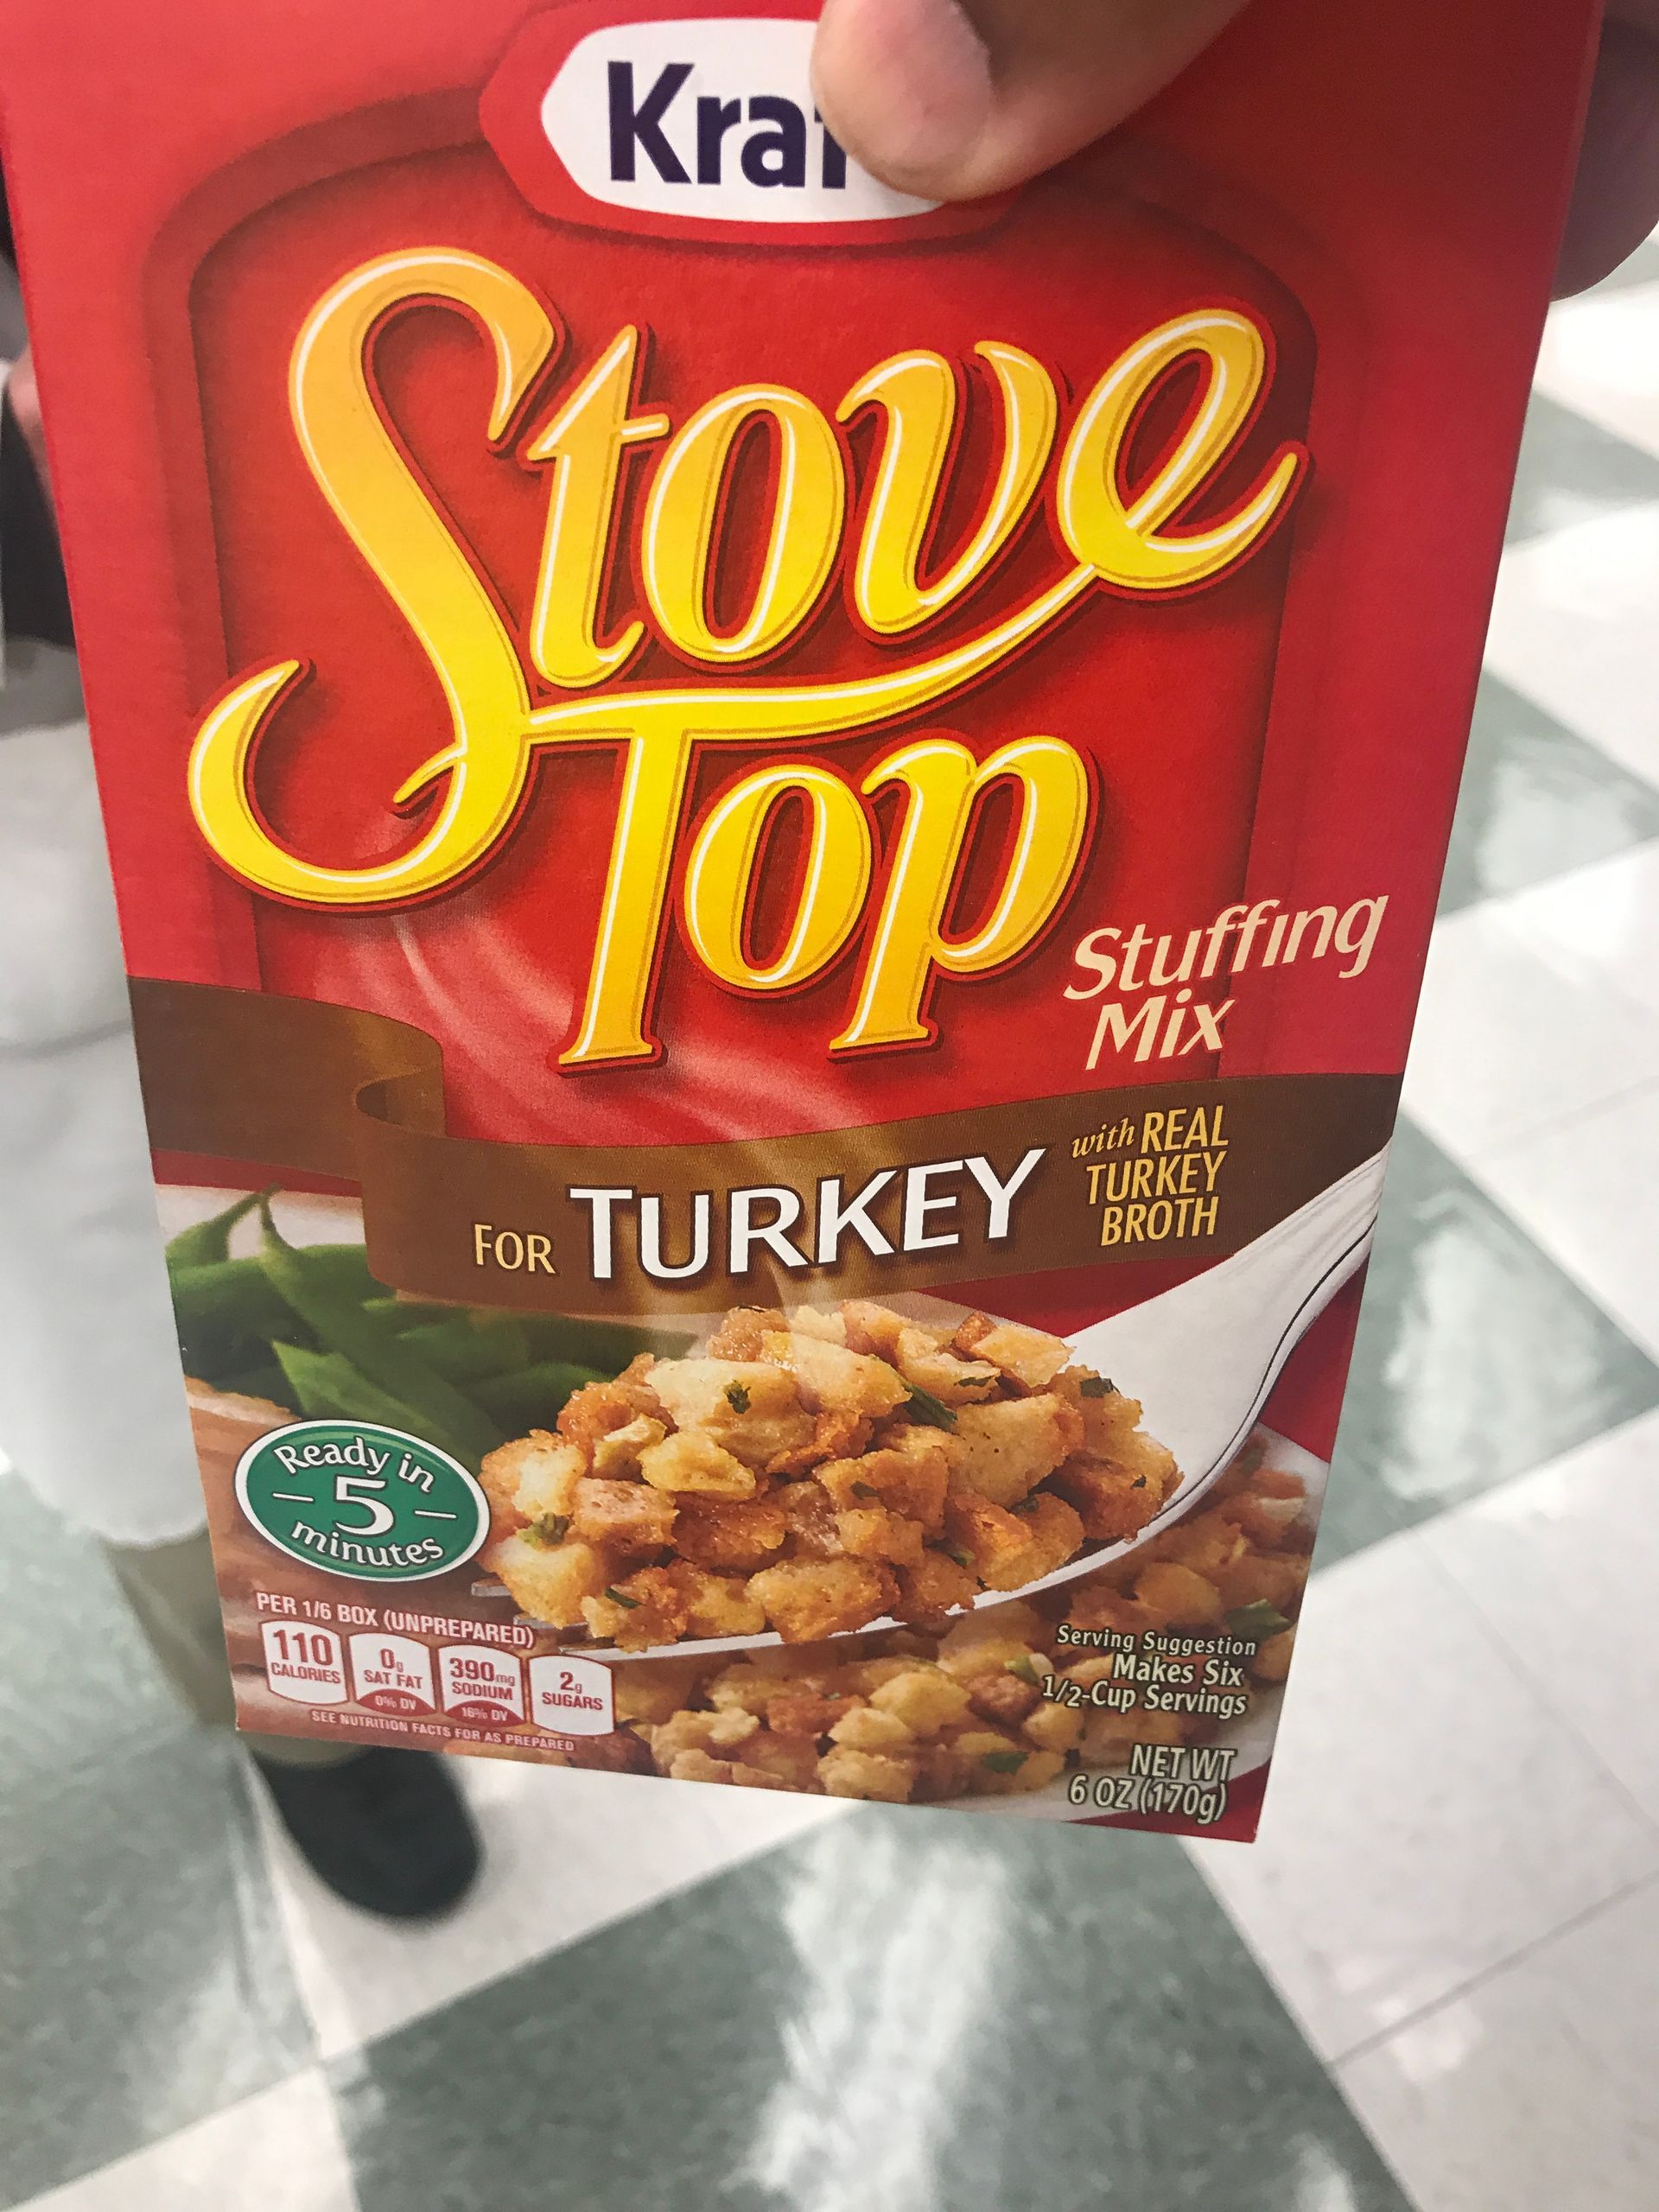 Kraf
Stove
Top
Stuffing
Mix
FOR TURKEY
with REAL
TURKEY
BROTH
Ready in
5
minutes
PER 1/6 BOX (UNPREPARED)
110
CALORIES
0g
SAT FAT
0% DV
390mg
SODIUM
16% DV
2g
SUGARS
SEE NUTRITION FACTS FOR AS PREPARED
Serving Suggestion
Makes Six
1/2-Cup Servings
NET WT
6 OZ (170g)